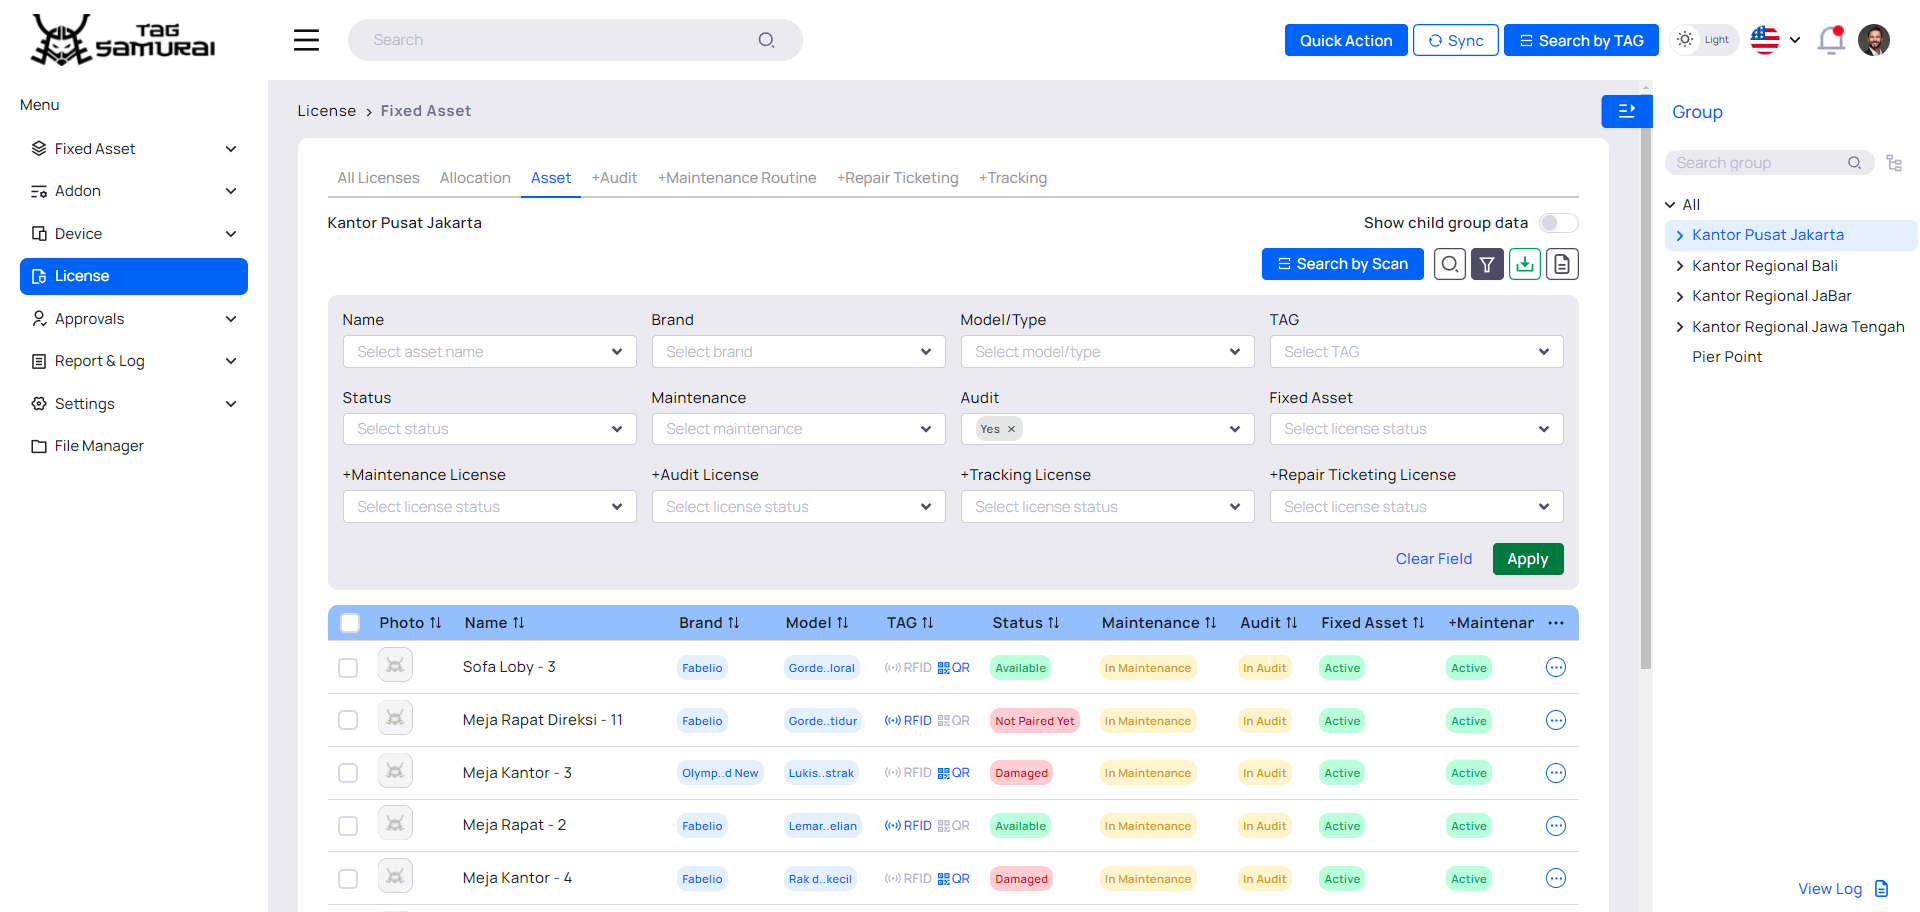 TAG SAMURAI
Search
Quick Action
Sync
Search by TAG
Light
Menu
Fixed Asset
Addon
Device
License
Approvals
Report & Log
Settings
File Manager
License > Fixed Asset
All Licenses Allocation Asset +Audit +Maintenance Routine +Repair Ticketing +Tracking
Kantor Pusat Jakarta
Show child group data
Search by Scan
Name Brand Model/Type TAG
Select asset name Select brand Select model/type Select TAG
Status Maintenance Audit Fixed Asset
Select status Select maintenance Yes × Select license status
+Maintenance License +Audit License +Tracking License +Repair Ticketing License
Select license status Select license status Select license status Select license status
Clear Field Apply
Photo Name Brand Model TAG Status Maintenance Audit Fixed Asset +Maintenar ...
Sofa Loby - 3 Fabelio Gorde..loral RFID QR Available In Maintenance In Audit Active Active
Meja Rapat Direksi - 11 Fabelio Gorde..tidur RFID QR Not Paired Yet In Maintenance In Audit Active Active
Meja Kantor - 3 Olymp..d New Lukis..strak RFID QR Damaged In Maintenance In Audit Active Active
Meja Rapat - 2 Fabelio Lemar..elian RFID QR Available In Maintenance In Audit Active Active
Meja Kantor - 4 Fabelio Rak d..kecil RFID QR Damaged In Maintenance In Audit Active Active
Group
Search group
All
Kantor Pusat Jakarta
Kantor Regional Bali
Kantor Regional JaBar
Kantor Regional Jawa Tengah
Pier Point
View Log